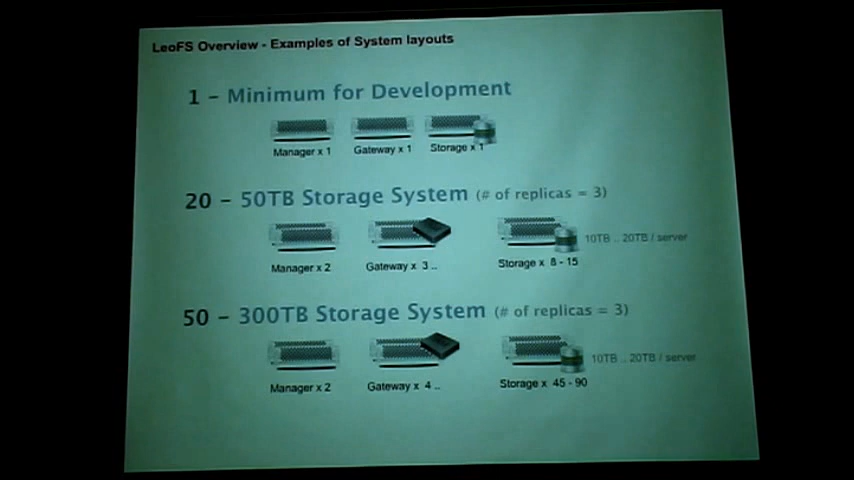 LeoFS Overview - Examples of System layouts
1 - Minimum for Development
Manager x 1 Gateway x 1 Storage x 1
20 - 50TB Storage System (# of replicas = 3)
10TB .. 20TB / server
Manager x 2 Gateway x 3 .. Storage x 8 - 15
50 - 300TB Storage System (# of replicas = 3)
10TB .. 20TB / server
Manager x 2 Gateway x 4 .. Storage x 45 - 90